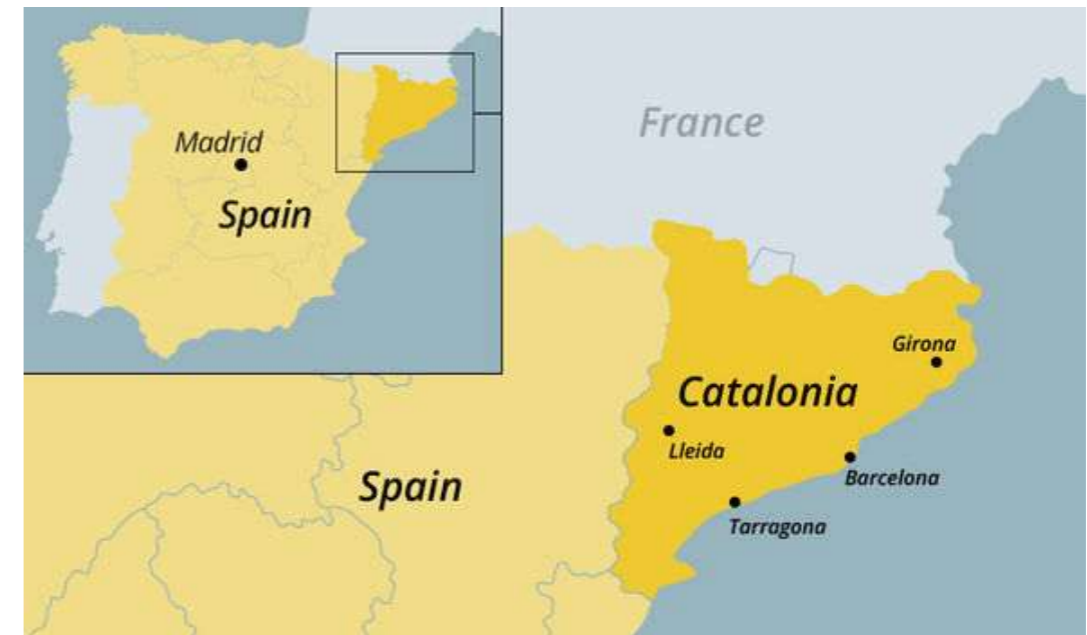 Madrid
Spain
France
Girona
Catalonia
Lleida
Barcelona
Spain
Tarragona